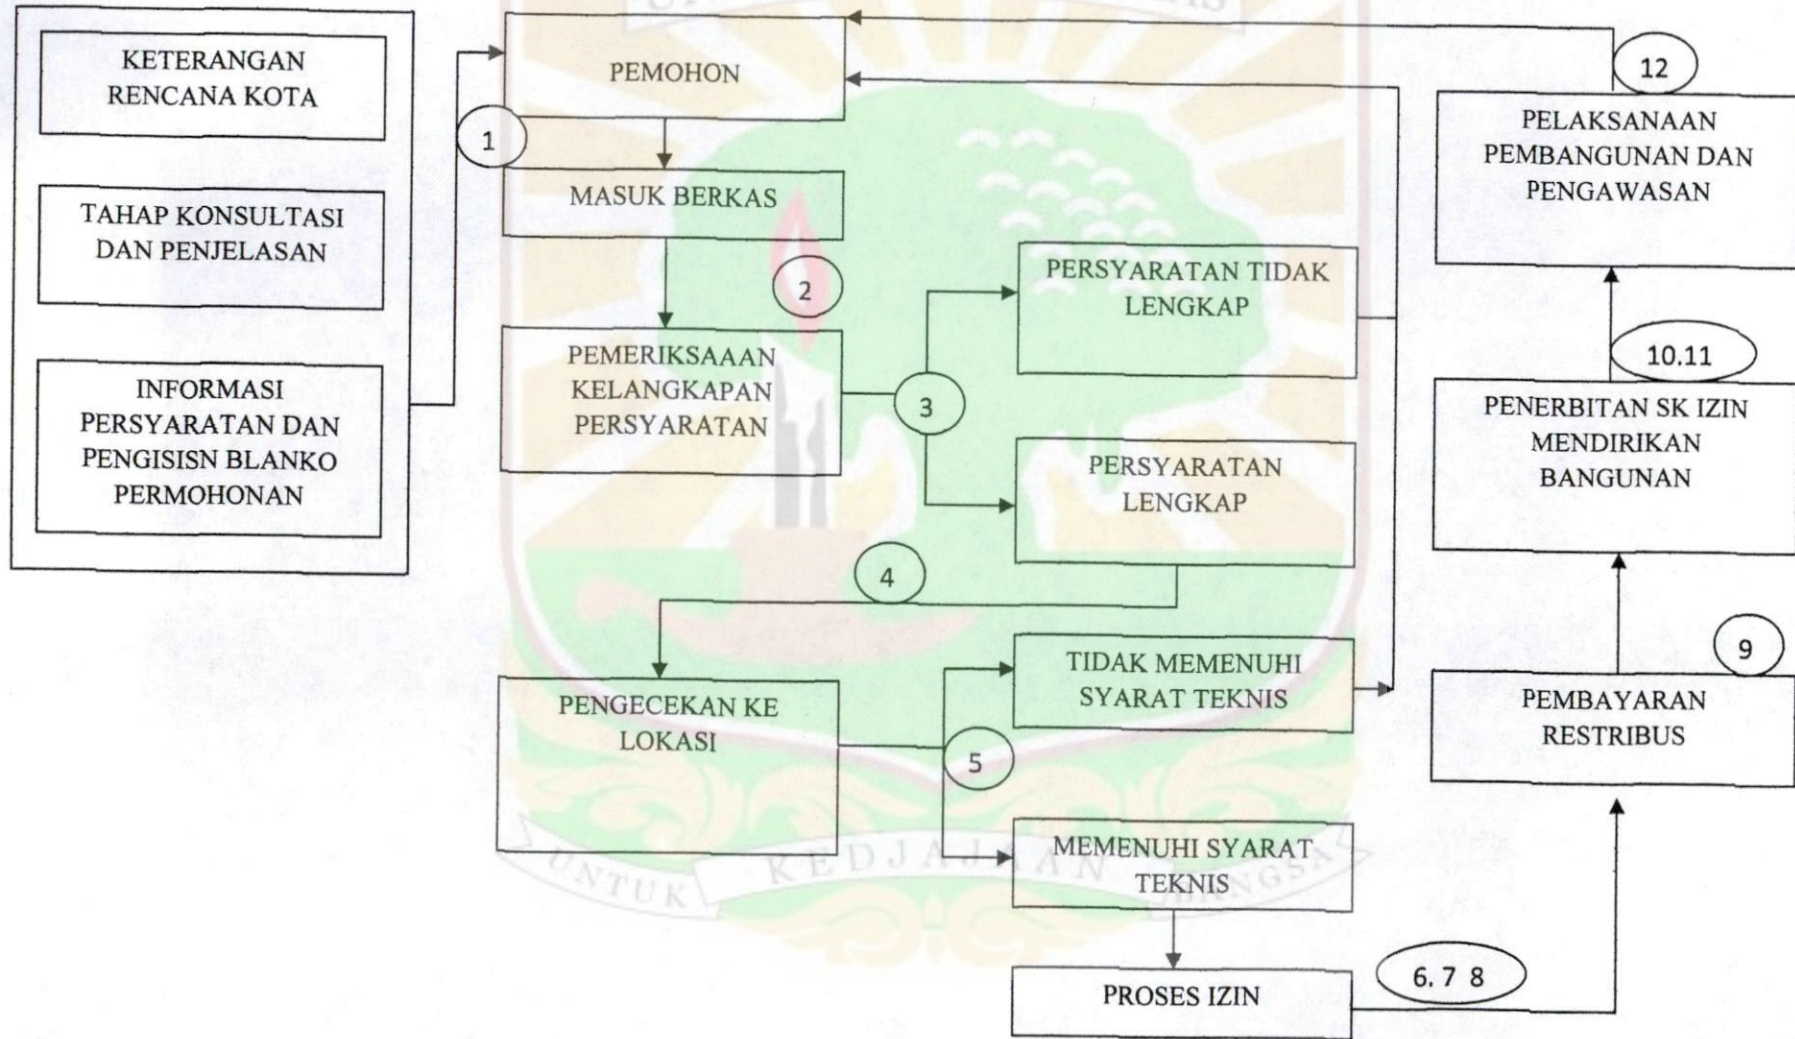 UNIVERSITAS ANDALAS
KETERANGAN
RENCANA KOTA
TAHAP KONSULTASI
DAN PENJELASAN
INFORMASI
PERSYARATAN DAN
PENGISISN BLANKO
PERMOHONAN
1
PEMOHON
MASUK BERKAS
2
PEMERIKSAAAN
KELANGKAPAN
PERSYARATAN
3
PERSYARATAN TIDAK
LENGKAP
PERSYARATAN
LENGKAP
4
PENGECEKAN KE
LOKASI
5
TIDAK MEMENUHI
SYARAT TEKNIS
MEMENUHI SYARAT
TEKNIS
PROSES IZIN
6. 7 8
9
PEMBAYARAN
RESTRIBUS
PENERBITAN SK IZIN
MENDIRIKAN
BANGUNAN
10.11
PELAKSANAAN
PEMBANGUNAN DAN
PENGAWASAN
12
UNTUK KEDJAJAAN BANGSA